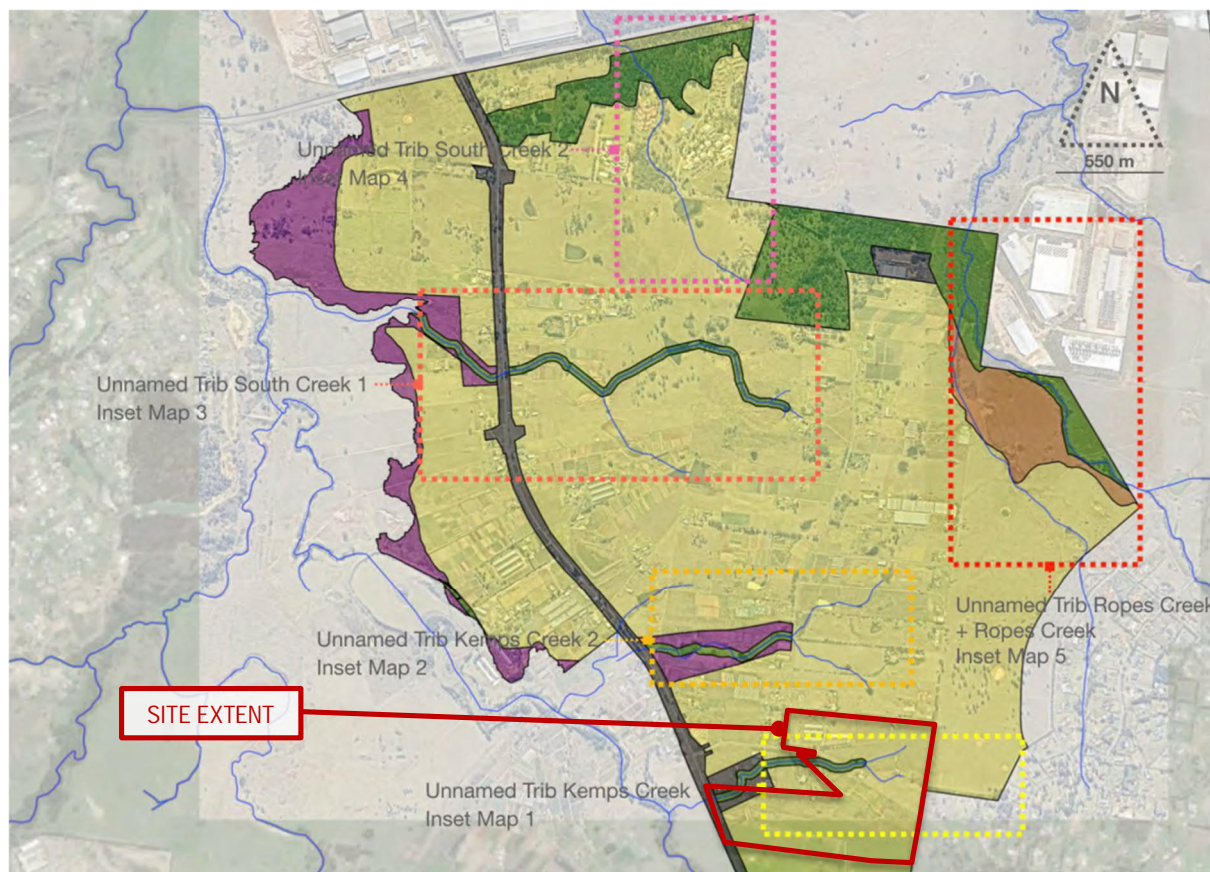 N
550 m
Unnamed Trib South Creek 2
Inset Map 4
Unnamed Trib South Creek 1
Inset Map 3
Unnamed Trib Ropes Creek
+ Ropes Creek
Inset Map 5
Unnamed Trib Kemps Creek 2
Inset Map 2
SITE EXTENT
Unnamed Trib Kemps Creek
Inset Map 1